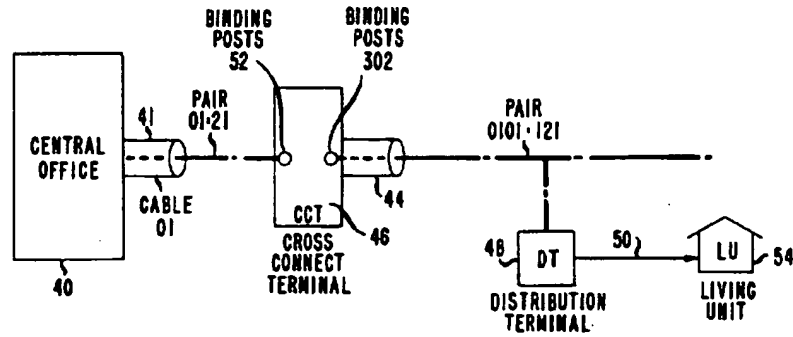 BINDING
POSTS
52
BINDING
POSTS
302
41
PAIR
01-21
PAIR
0101-121
CENTRAL
OFFICE
CABLE
01
40
CCT
CROSS
CONNECT
TERMINAL
46
44
48
DT
DISTRIBUTION
TERMINAL
50
LU
54
LIVING
UNIT